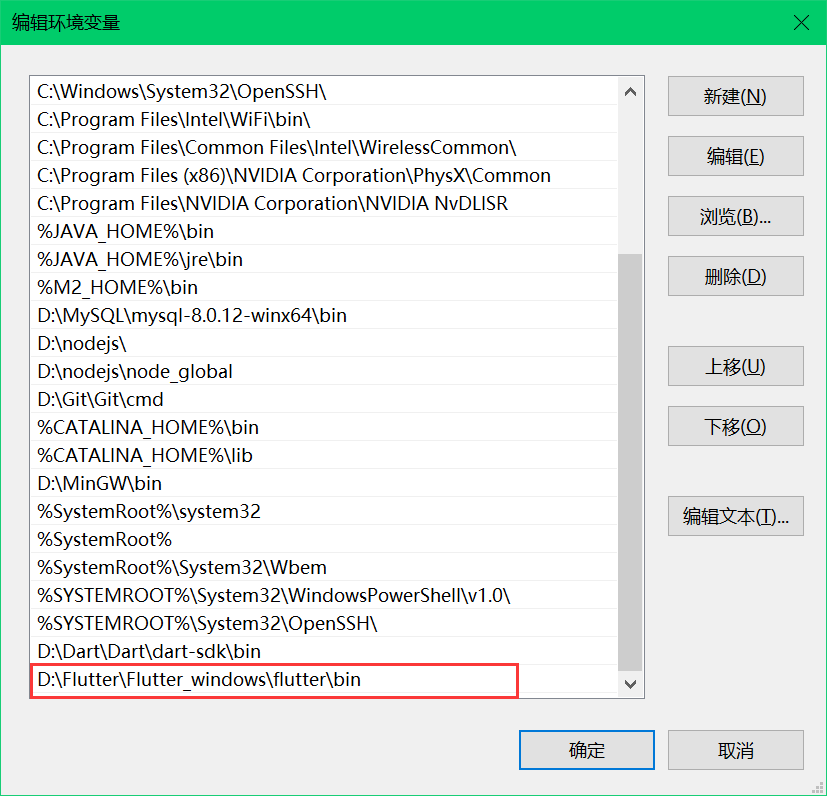 编辑环境变量
C:\Windows\System32\OpenSSH\
C:\Program Files\Intel\WiFi\bin\
C:\Program Files\Common Files\Intel\WirelessCommon\
C:\Program Files (x86)\NVIDIA Corporation\PhysX\Common
C:\Program Files\NVIDIA Corporation\NVIDIA NvDLISR
%JAVA_HOME%\bin
%JAVA_HOME%\jre\bin
%M2_HOME%\bin
D:\MySQL\mysql-8.0.12-winx64\bin
D:\nodejs\
D:\nodejs\node_global
D:\Git\Git\cmd
%CATALINA_HOME%\bin
%CATALINA_HOME%\lib
D:\MinGW\bin
%SystemRoot%\system32
%SystemRoot%
%SystemRoot%\System32\Wbem
%SYSTEMROOT%\System32\WindowsPowerShell\v1.0\
%SYSTEMROOT%\System32\OpenSSH\
D:\Dart\Dart\dart-sdk\bin
D:\Flutter\Flutter_windows\flutter\bin
新建(N)
编辑(E)
浏览(B)...
删除(D)
上移(U)
下移(O)
编辑文本(T)...
确定
取消